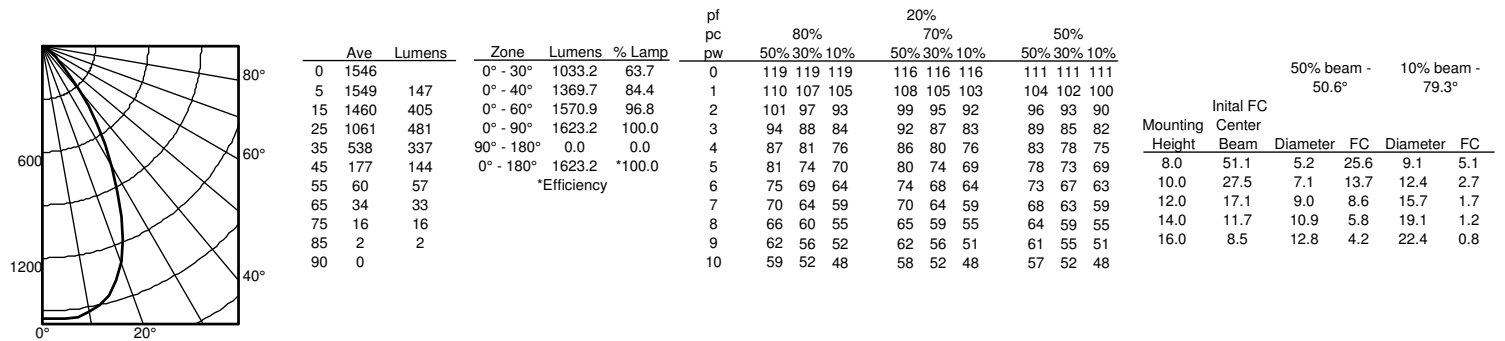 80°
60°
40°
600
1200
0° 20°
Ave Lumens
0 1546
5 1549 147
15 1460 405
25 1061 481
35 538 337
45 177 144
55 60 57
65 34 33
75 16 16
85 2 2
90 0
Zone Lumens % Lamp
0° - 30° 1033.2 63.7
0° - 40° 1369.7 84.4
0° - 60° 1570.9 96.8
0° - 90° 1623.2 100.0
90° - 180° 0.0 0.0
0° - 180° 1623.2 *100.0
*Efficiency
pf 20%
pc 80% 70% 50%
pw 50% 30% 10% 50% 30% 10% 50% 30% 10%
0 119 119 119 116 116 116 111 111 111
1 110 107 105 108 105 103 104 102 100
2 101 97 93 99 95 92 96 93 90
3 94 88 84 92 87 83 89 85 82
4 87 81 76 86 80 76 83 78 75
5 81 74 70 80 74 69 78 73 69
6 75 69 64 74 68 64 73 67 63
7 70 64 59 70 64 59 68 63 59
8 66 60 55 65 59 55 64 59 55
9 62 56 52 62 56 51 61 55 51
10 59 52 48 58 52 48 57 52 48
50% beam - 10% beam -
50.6° 79.3°
Inital FC
Mounting Center
Height Beam Diameter FC Diameter FC
8.0 51.1 5.2 25.6 9.1 5.1
10.0 27.5 7.1 13.7 12.4 2.7
12.0 17.1 9.0 8.6 15.7 1.7
14.0 11.7 10.9 5.8 19.1 1.2
16.0 8.5 12.8 4.2 22.4 0.8